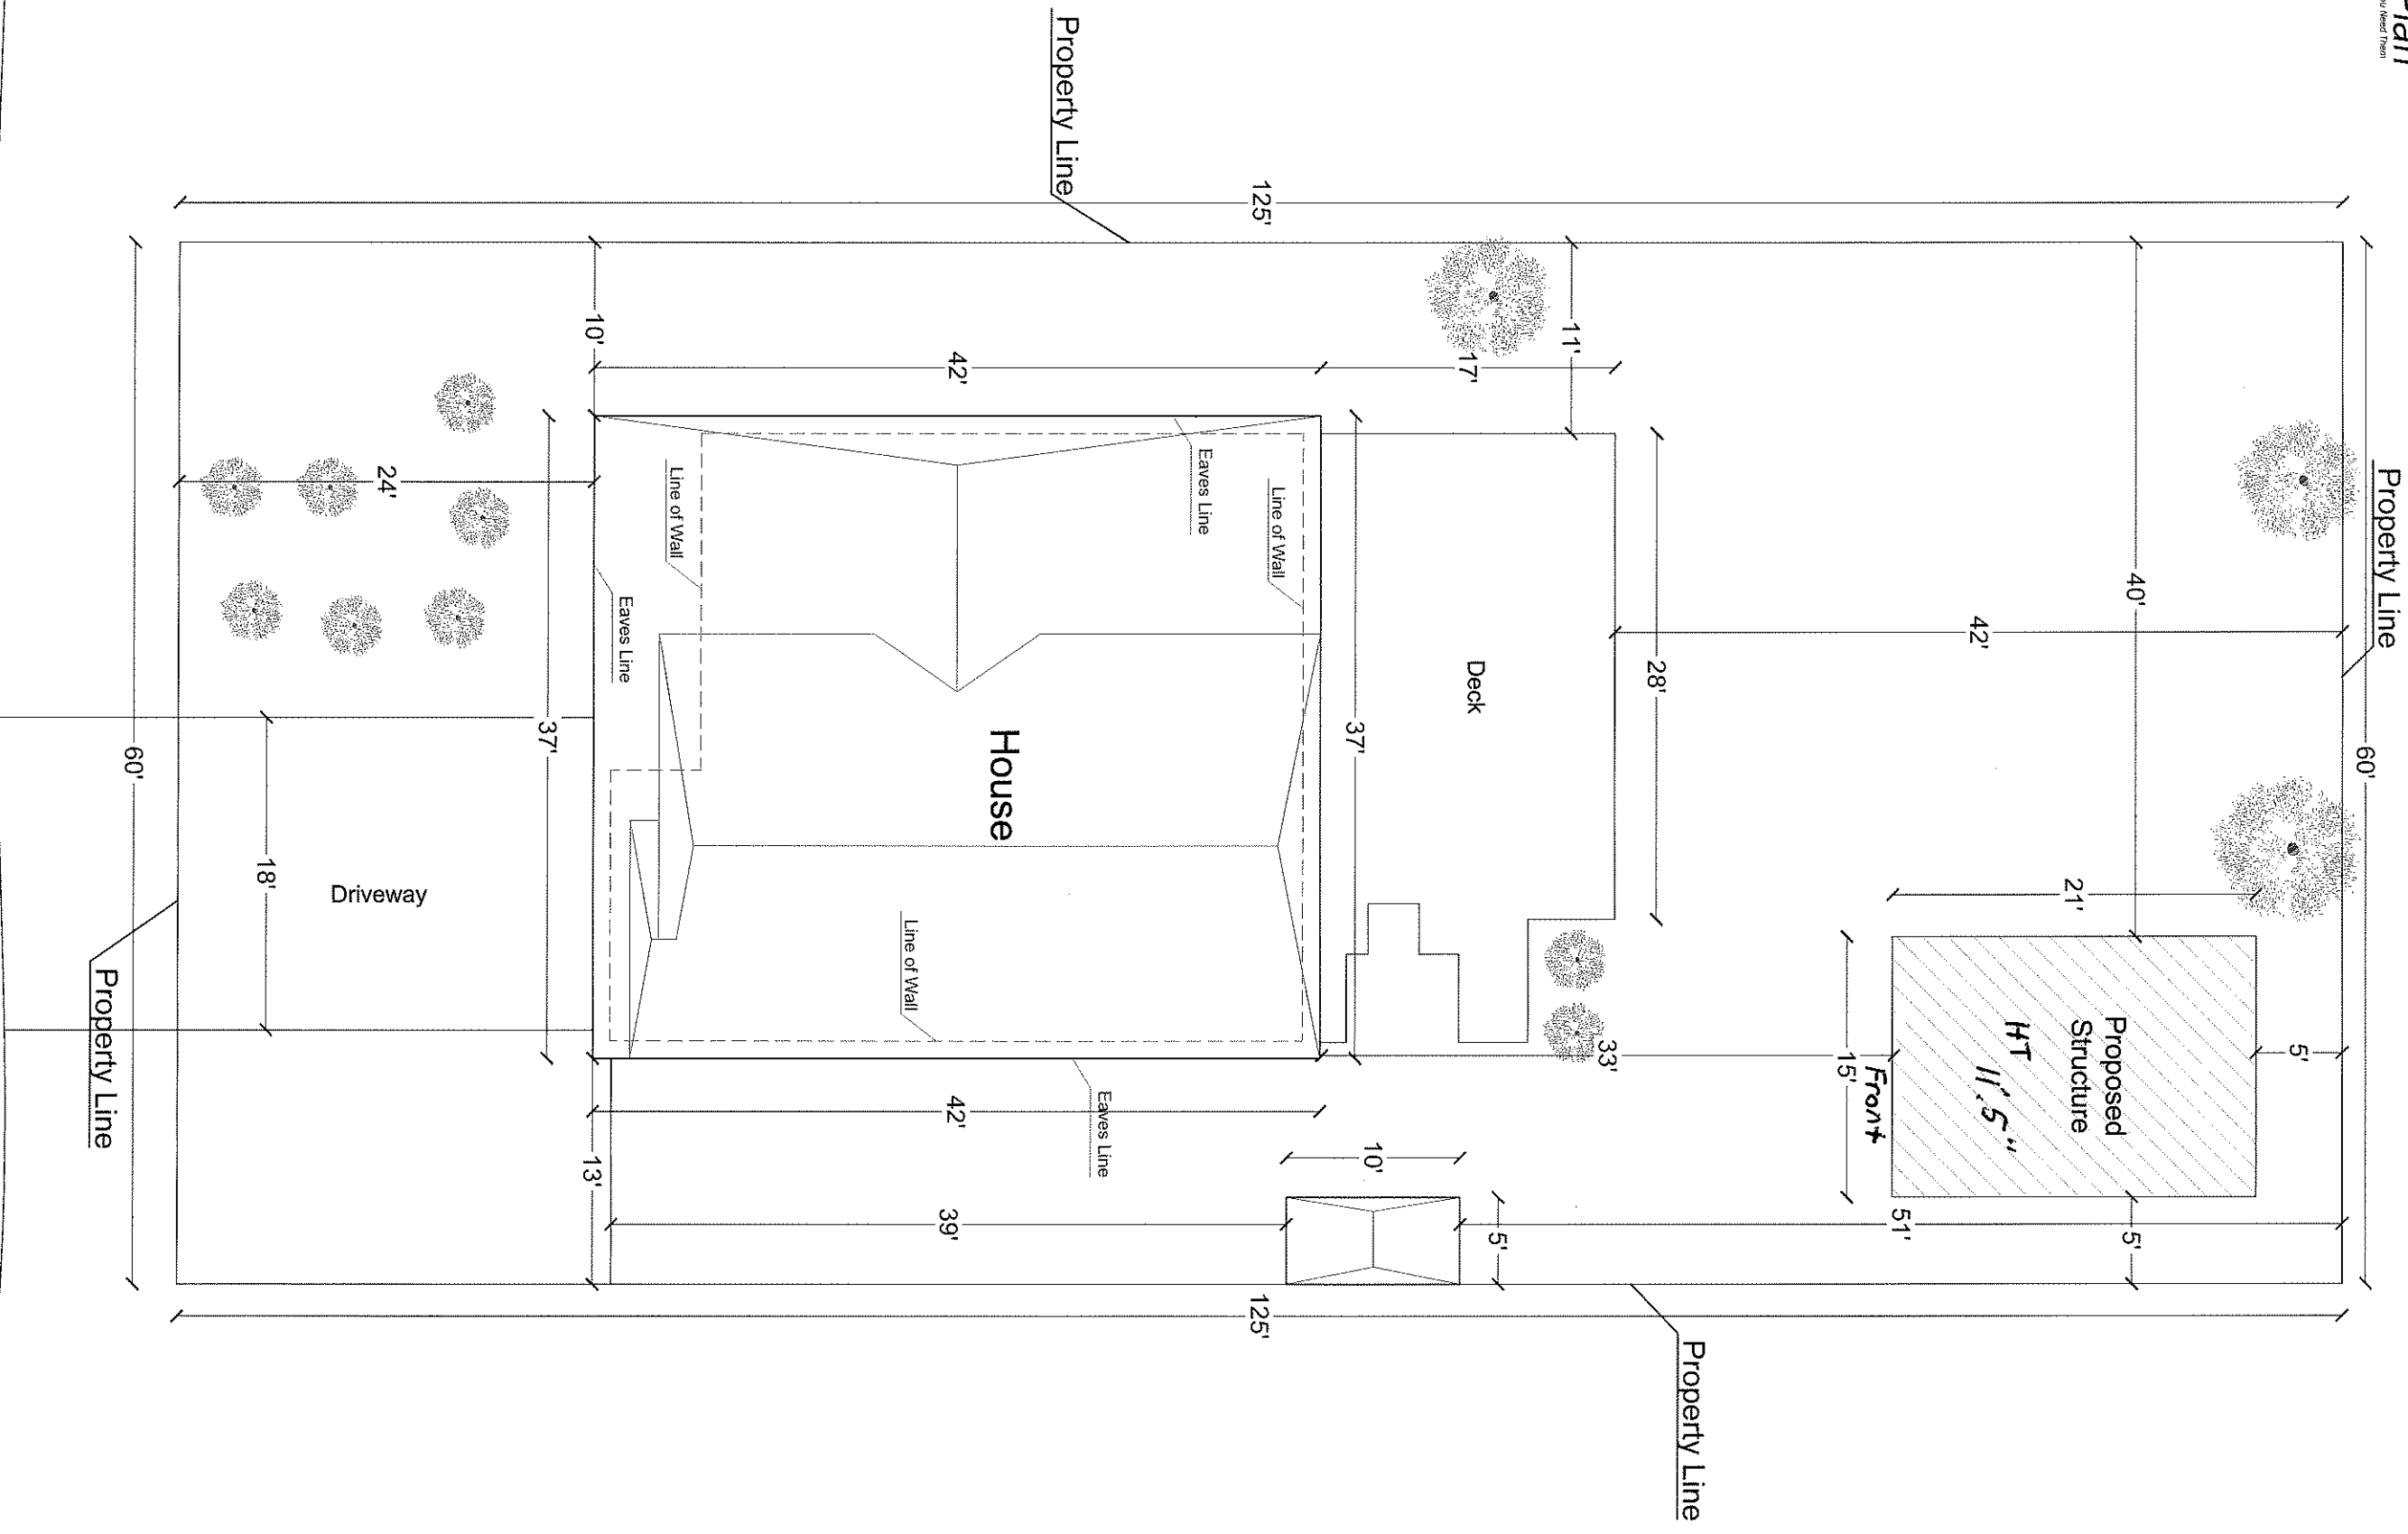 Plan
Property Line
60'
Property Line
40'
5'
21'
Proposed
Structure
HT 11'.5"
42'
51'
5'
Front
15'
28'
33'
11'
17'
Deck
5'
37'
10'
Line of Wall
Eaves Line
125'
125'
Property Line
Property Line
House
42'
42'
39'
Eaves Line
Line of Wall
Line of Wall
Eaves Line
10'
37'
13'
24'
Driveway
18'
60'
Property Line